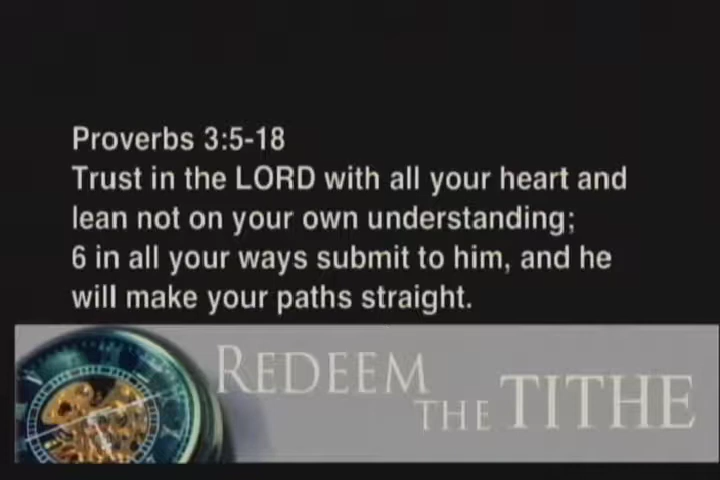 Proverbs 3:5-18
Trust in the LORD with all your heart and
lean not on your own understanding;
6 in all your ways submit to him, and he
will make your paths straight.
REDEEM
THE TITHE